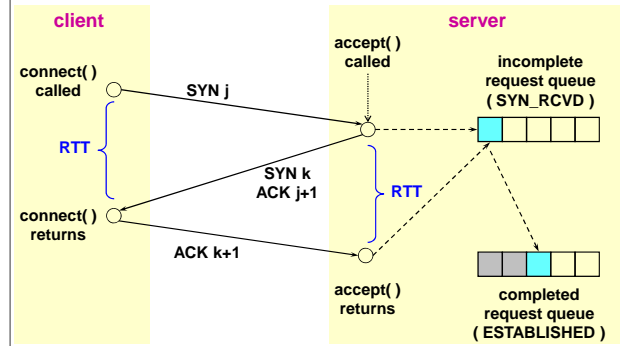 client
server
connect( )
called
SYN j
accept( )
called
incomplete
request queue
( SYN_RCVD )
RTT
SYN k
ACK j+1
RTT
connect( )
returns
ACK k+1
accept( )
returns
completed
request queue
( ESTABLISHED )